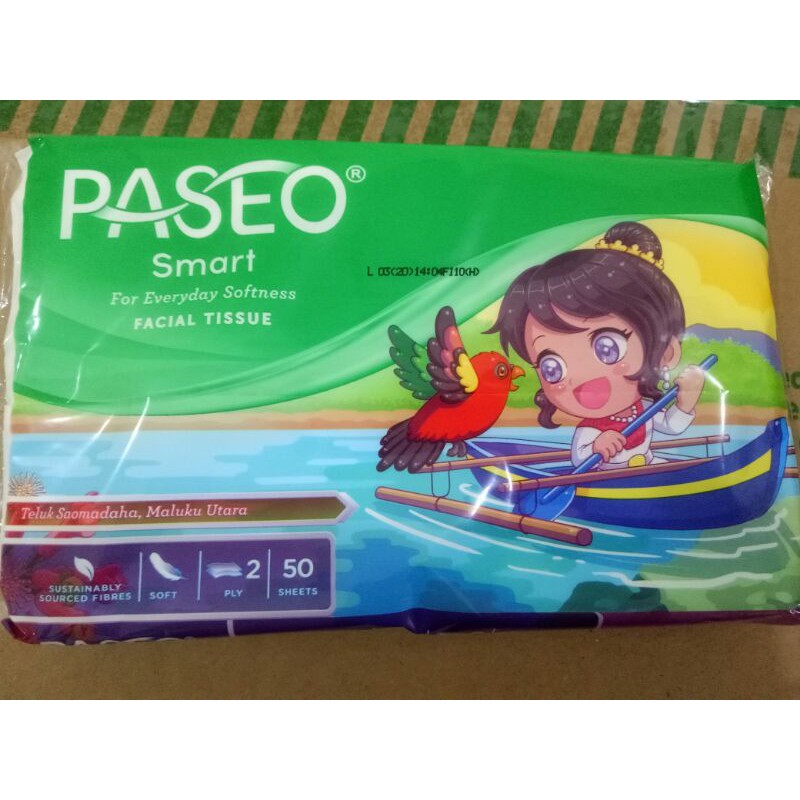 PASEO®
Smart
For Everyday Softness
FACIAL TISSUE
L 03(20)14:04FJ10(H)
Teluk Saomadaha, Maluku Utara
SUSTAINABLY
SOURCED FIBRES
SOFT
2
PLY
50
SHEETS